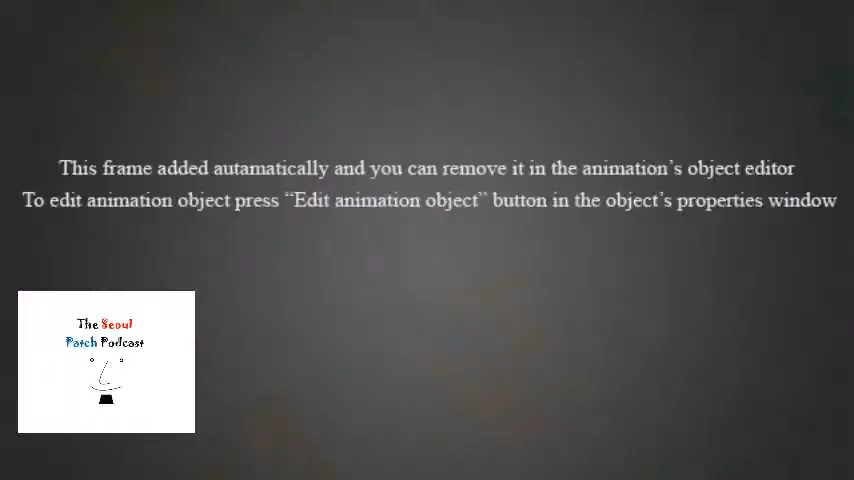 This frame added autamatically and you can remove it in the animation’s object editor
To edit animation object press “Edit animation object” button in the object’s properties window
The Seoul
Patch Podcast